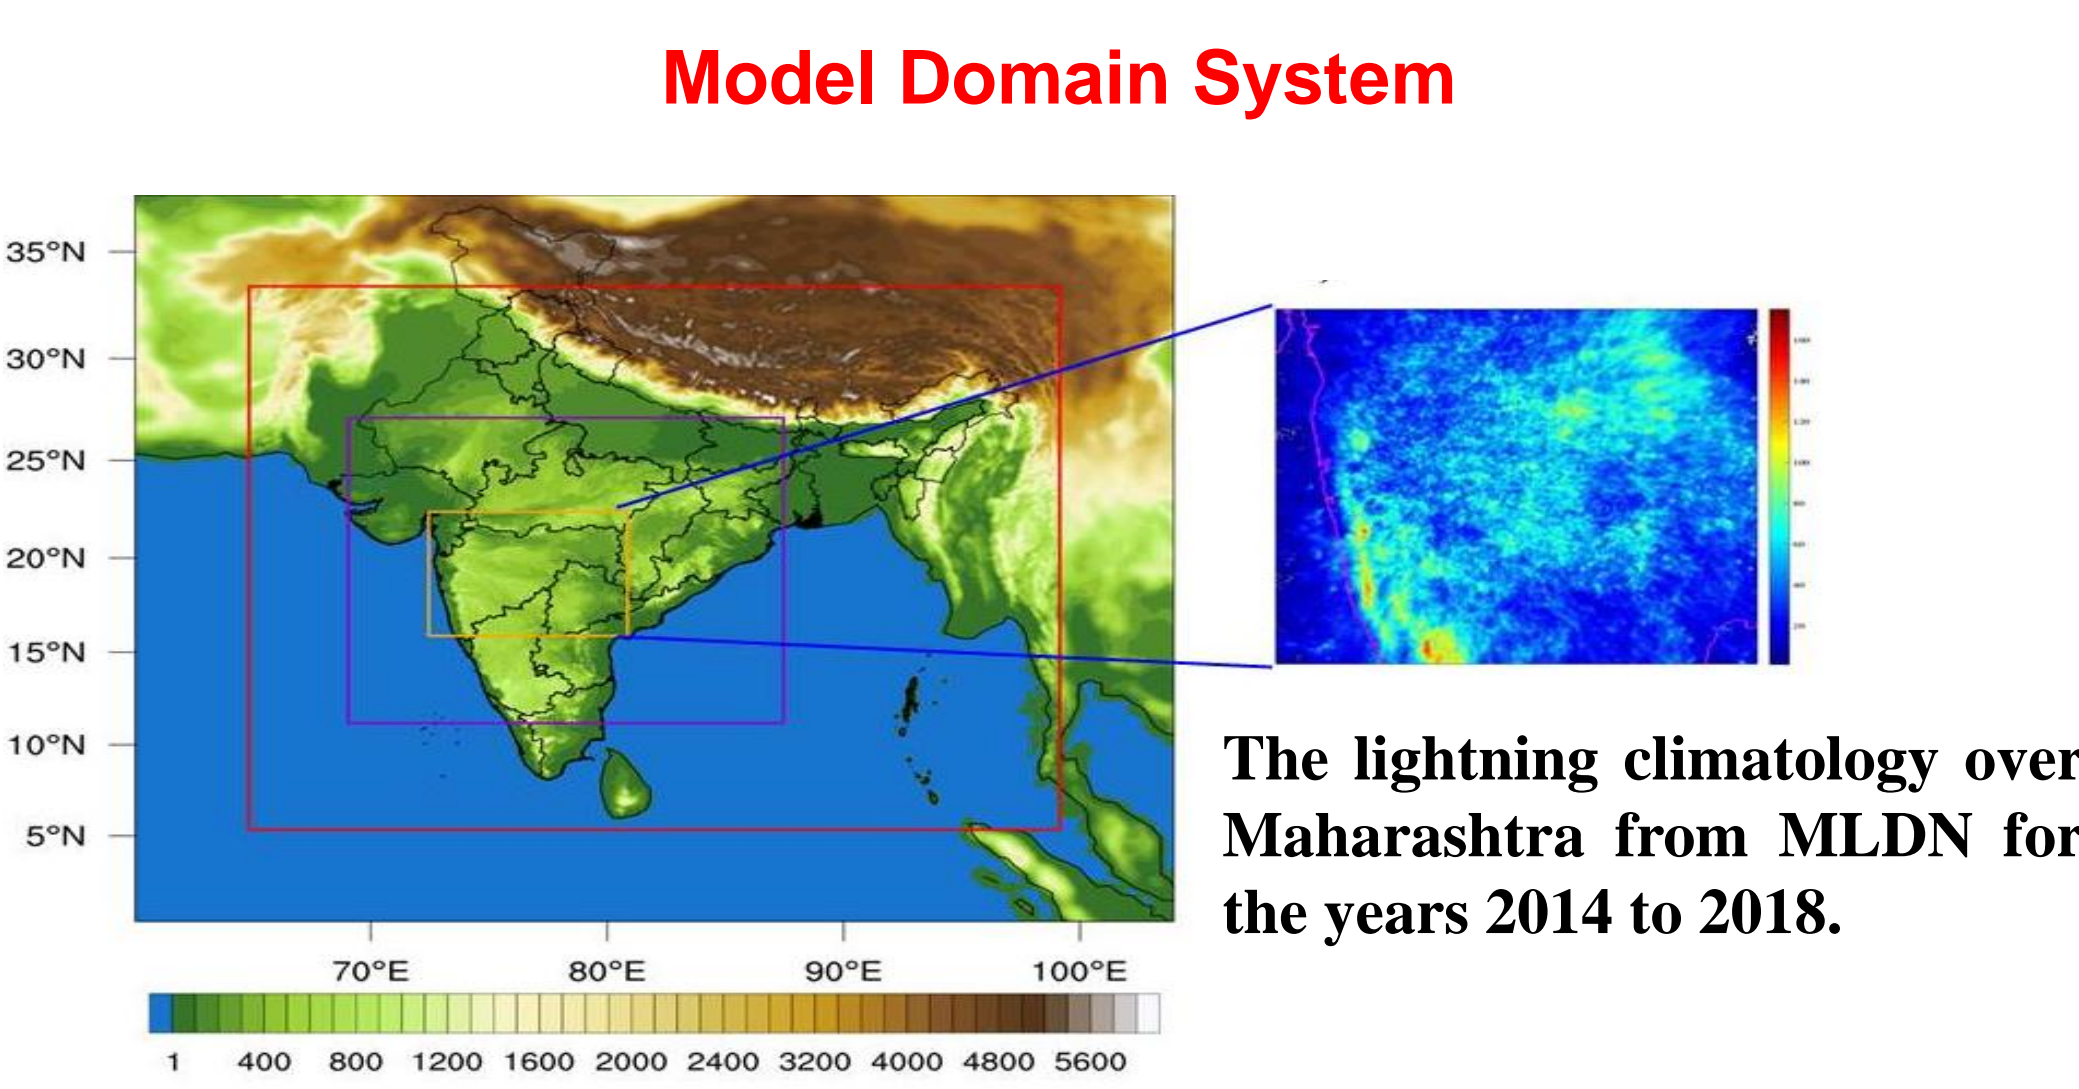 Model Domain System
35°N
30°N
25°N
20°N
15°N
10°N
5°N
70°E 80°E 90°E 100°E
1 400 800 1200 1600 2000 2400 3200 4000 4800 5600
The lightning climatology over
Maharashtra from MLDN for
the years 2014 to 2018.